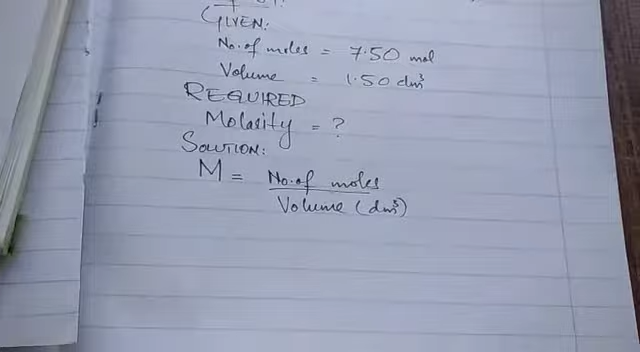 GIVEN:
No. of moles = 7.50 mol
Volume = 1.50 dm³
REQUIRED
Molarity = ?
SOLUTION:
M = No. of moles
Volume (dm³)